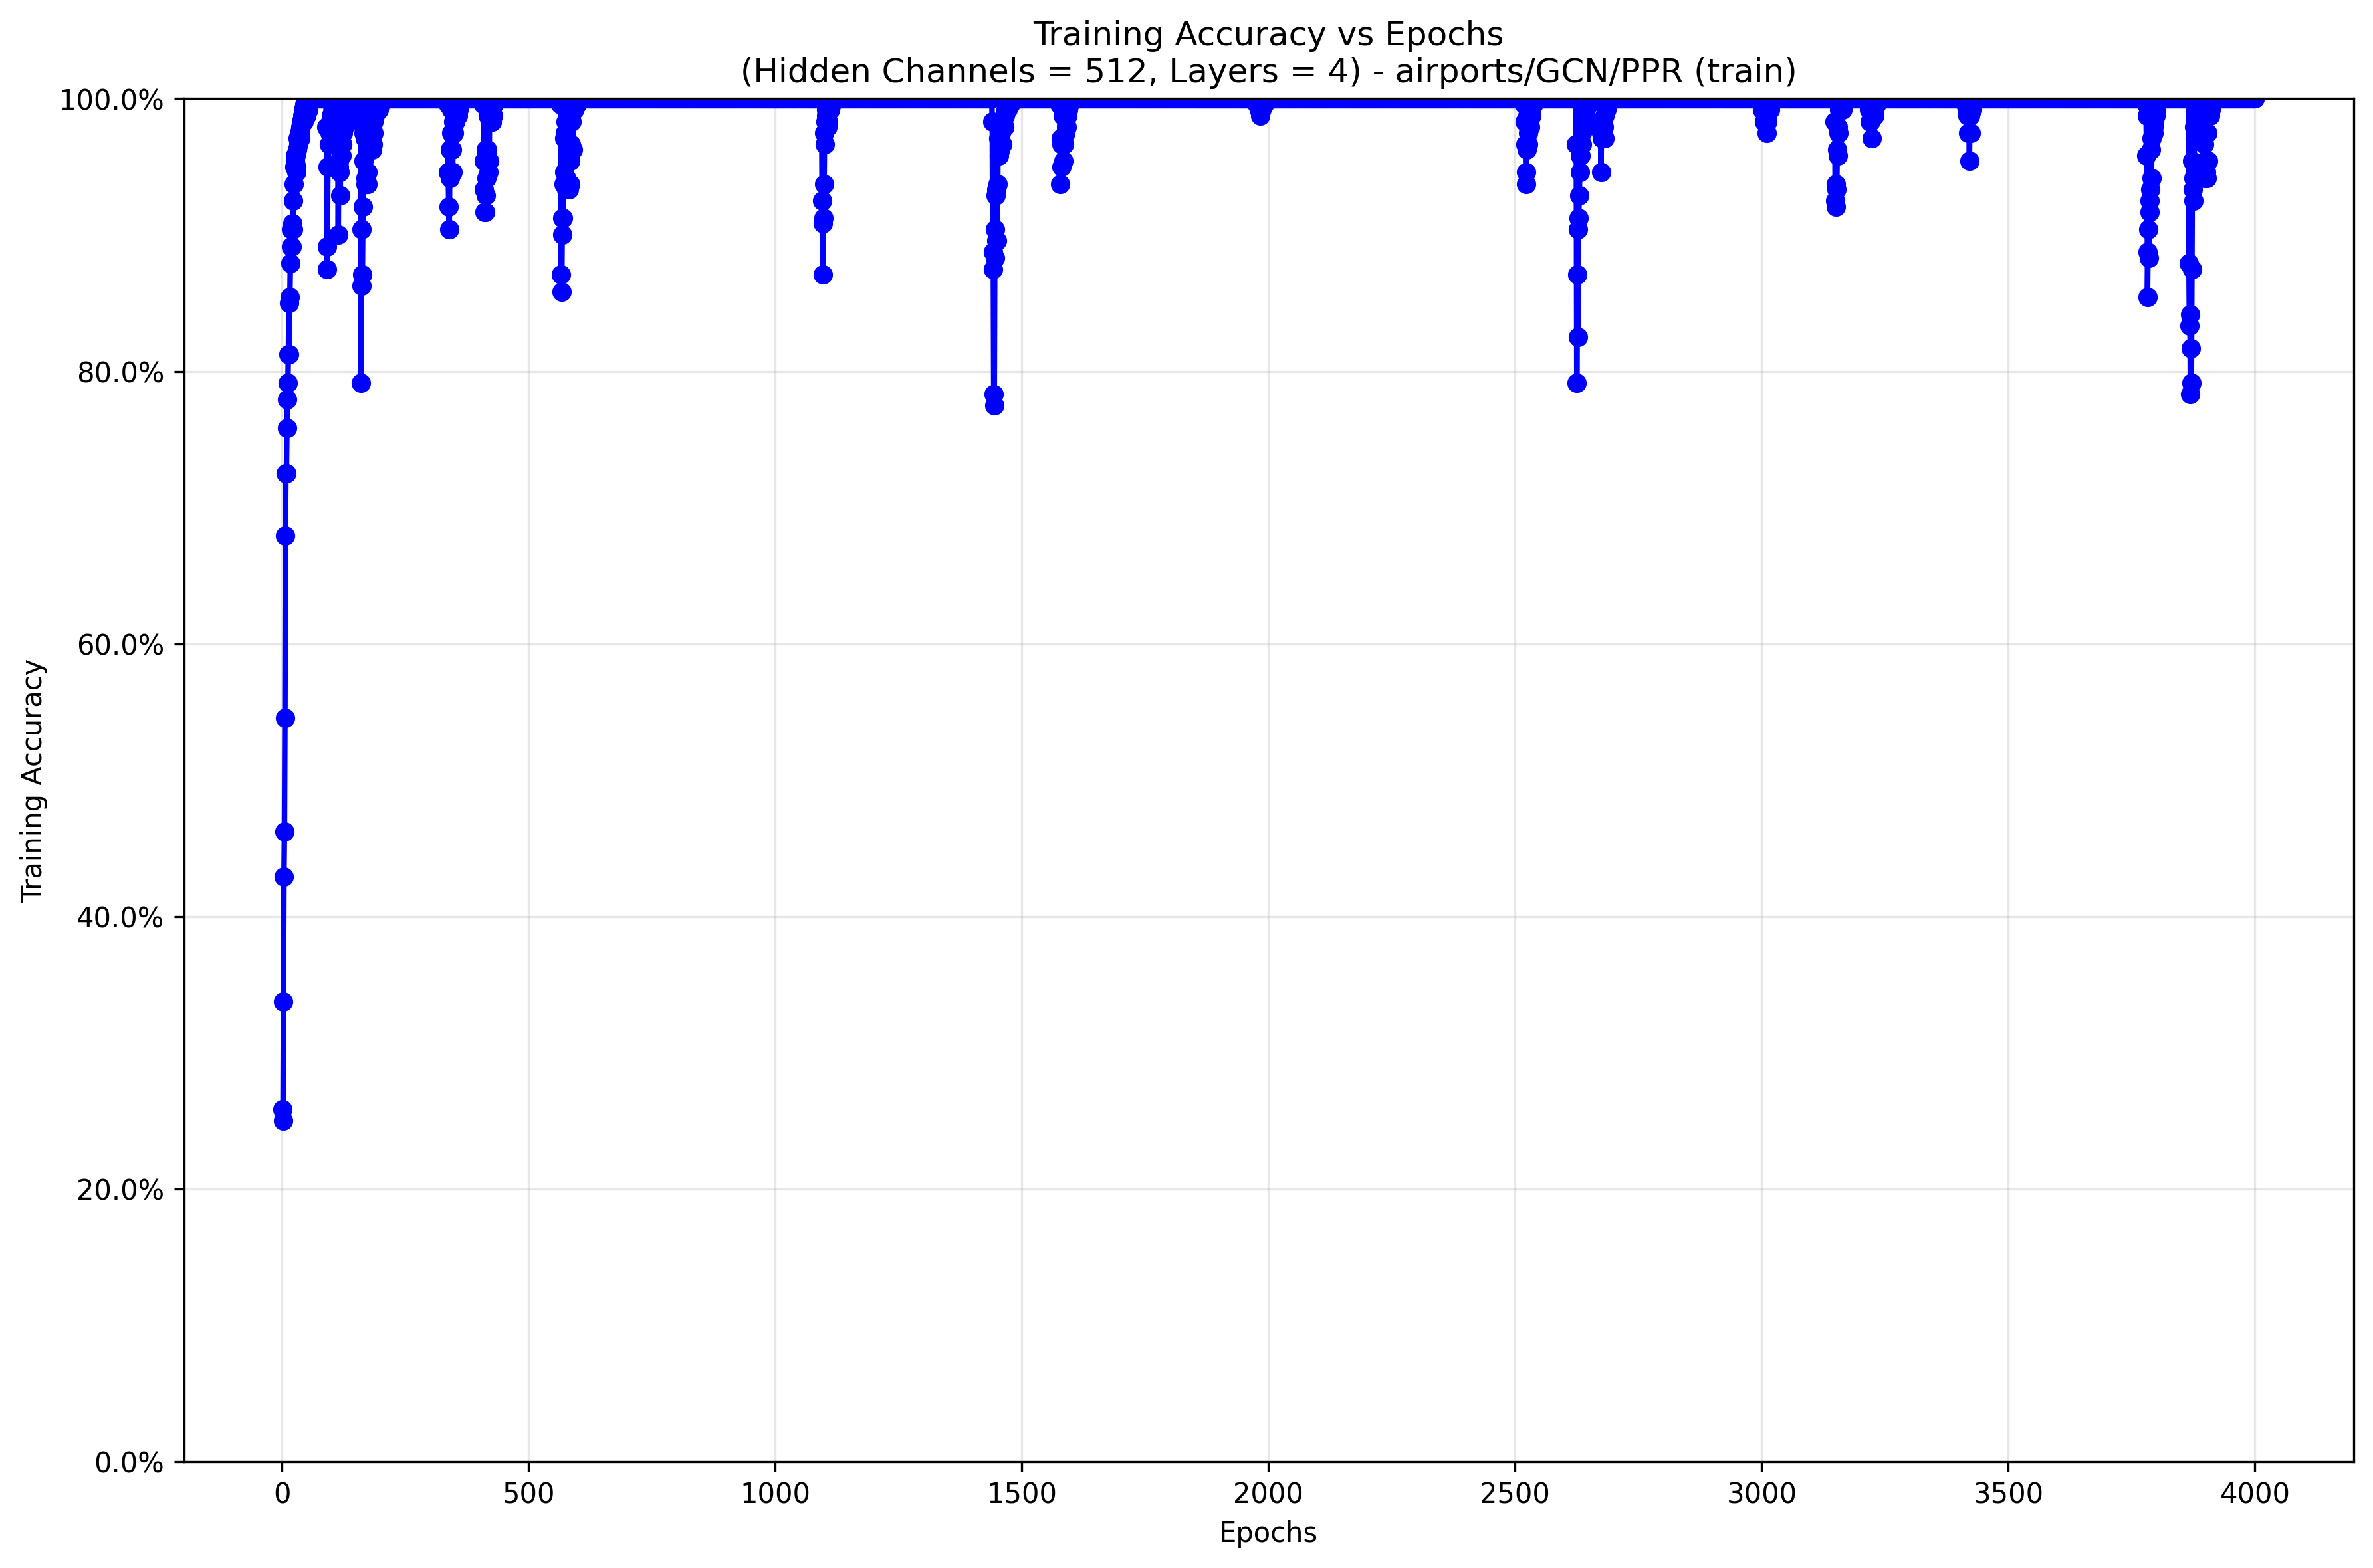 Training Accuracy vs Epochs
(Hidden Channels = 512, Layers = 4) - airports/GCN/PPR (train)
100.0%
80.0%
60.0%
40.0%
20.0%
0.0%
Training Accuracy
0 500 1000 1500 2000 2500 3000 3500 4000
Epochs